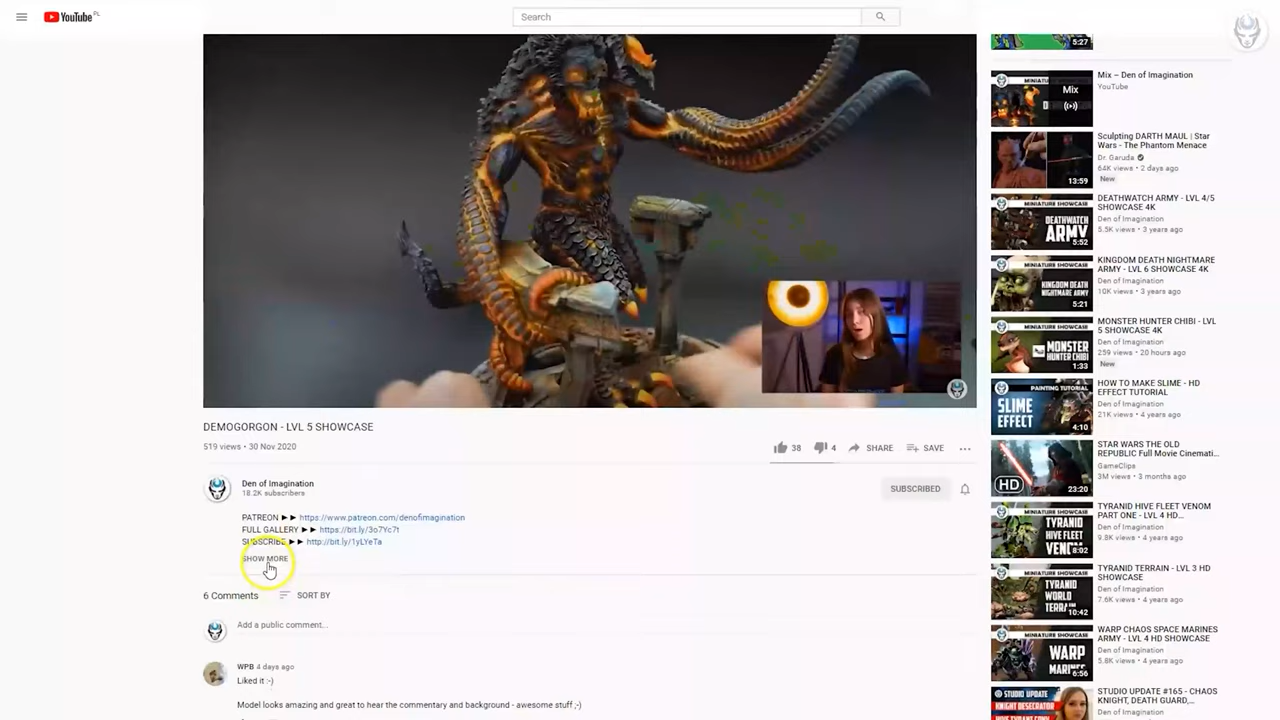 YouTube PL
Search
DEMOGORGON - LVL 5 SHOWCASE
519 views • 30 Nov 2020
38
4
SHARE
SAVE
Den of Imagination
18.2K subscribers
SUBSCRIBED
PATREON ►► https://www.patreon.com/denofimagination
FULL GALLERY ►► https://bit.ly/3o7Yc7t
SUBSCRIBE ►► http://bit.ly/1yLYeTa
SHOW MORE
6 Comments
SORT BY
Add a public comment...
WPB 4 days ago
Liked it :-)
Model looks amazing and great to hear the commentary and background - awesome stuff ;-)
5:27
Mix
Mix – Den of Imagination
YouTube
13:59
Sculpting DARTH MAUL | Star
Wars - The Phantom Menace
Dr. Garuda
64K views • 2 days ago
New
MINIATURE SHOWCASE
DEATHWATCH
ARMY
5:52
DEATHWATCH ARMY - LVL 4/5
SHOWCASE 4K
Den of Imagination
5.5K views • 3 years ago
MINIATURE SHOWCASE
KINGDOM DEATH
NIGHTMARE
ARMY
5:21
KINGDOM DEATH NIGHTMARE
ARMY - LVL 6 SHOWCASE 4K
Den of Imagination
10K views • 3 years ago
MINIATURE SHOWCASE
MONSTER
HUNTER CHIBI
1:33
MONSTER HUNTER CHIBI - LVL
5 SHOWCASE 4K
Den of Imagination
259 views • 20 hours ago
New
PAINTING TUTORIAL
SLIME
EFFECT
4:10
HOW TO MAKE SLIME - HD
EFFECT TUTORIAL
Den of Imagination
21K views • 4 years ago
HD
23:20
STAR WARS THE OLD
REPUBLIC Full Movie Cinemati...
GameClips
3M views • 3 months ago
MINIATURE SHOWCASE
TYRANID
HIVE FLEET
VENOM
8:02
TYRANID HIVE FLEET VENOM
PART ONE - LVL 4 HD...
Den of Imagination
9.8K views • 4 years ago
MINIATURE SHOWCASE
TYRANID
WORLD
TERRAIN
10:42
TYRANID TERRAIN - LVL 3 HD
SHOWCASE
Den of Imagination
7.6K views • 4 years ago
MINIATURE SHOWCASE
WARP
MARINES
6:56
WARP CHAOS SPACE MARINES
ARMY - LVL 4 HD SHOWCASE
Den of Imagination
5.8K views • 4 years ago
STUDIO UPDATE
KNIGHT DESECRATOR
STUDIO UPDATE #165 - CHAOS
KNIGHT, DEATH GUARD,...
Den of Imagination